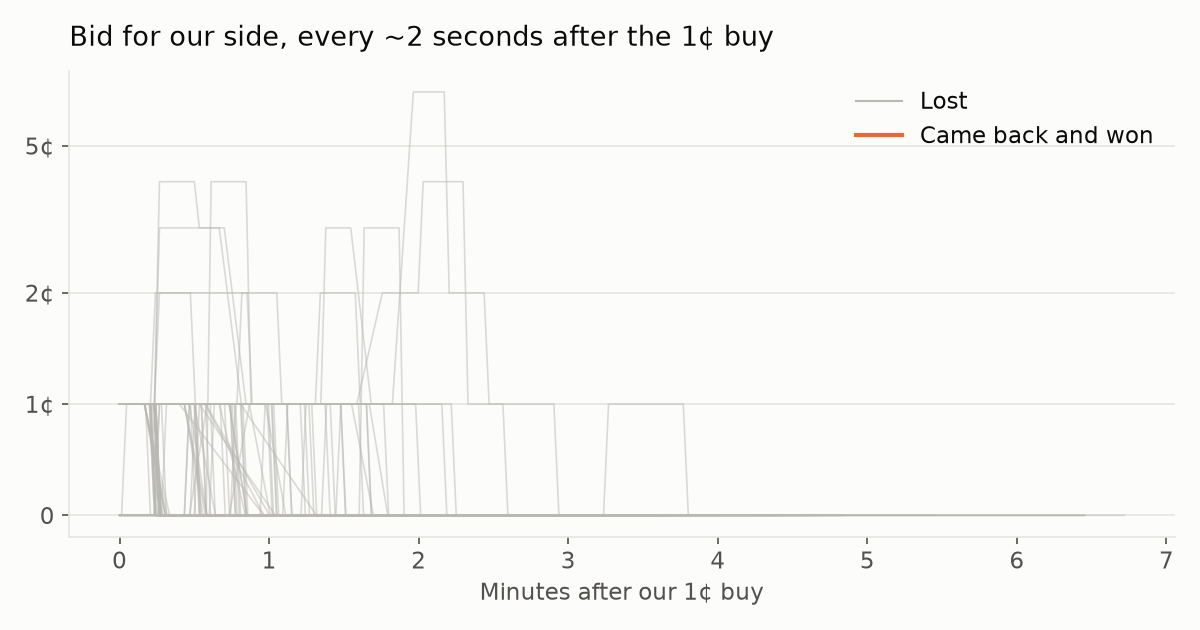 Bid for our side, every ~2 seconds after the 1¢ buy
Lost
Came back and won
5¢
2¢
1¢
0
0 1 2 3 4 5 6 7
Minutes after our 1¢ buy